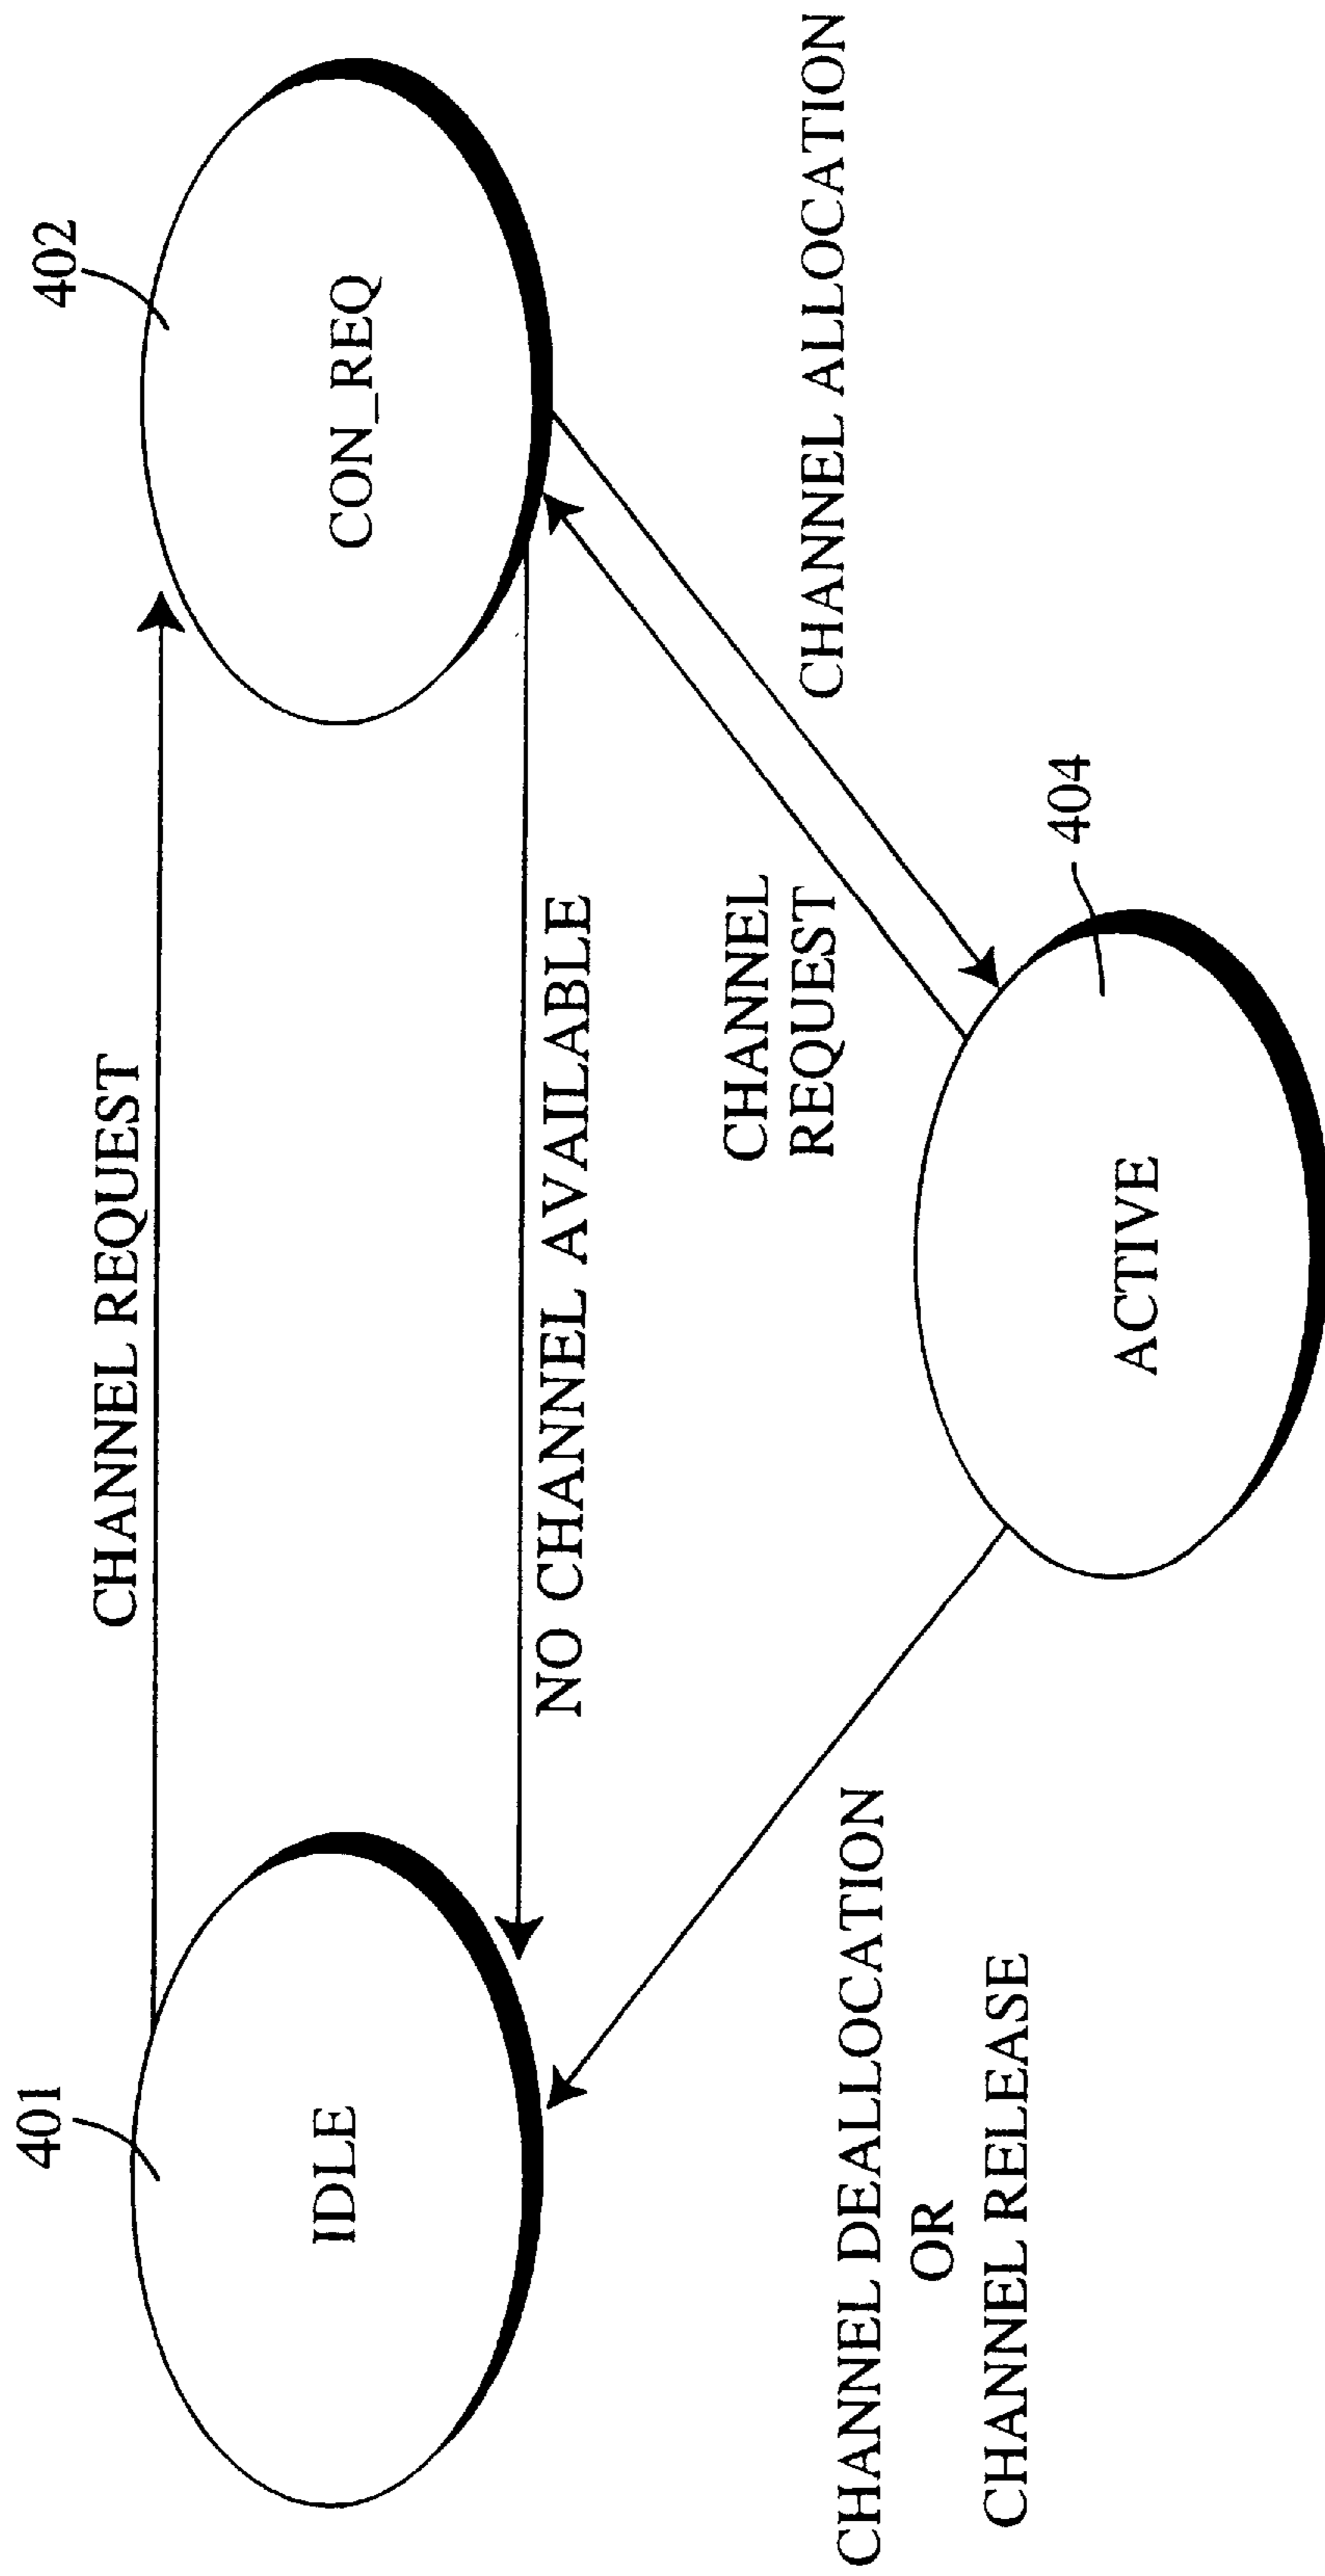 401
402
CHANNEL REQUEST
IDLE
CON_REQ
NO CHANNEL AVAILABLE
CHANNEL
REQUEST
CHANNEL ALLOCATION
CHANNEL DEALLOCATION
OR
CHANNEL RELEASE
404
ACTIVE